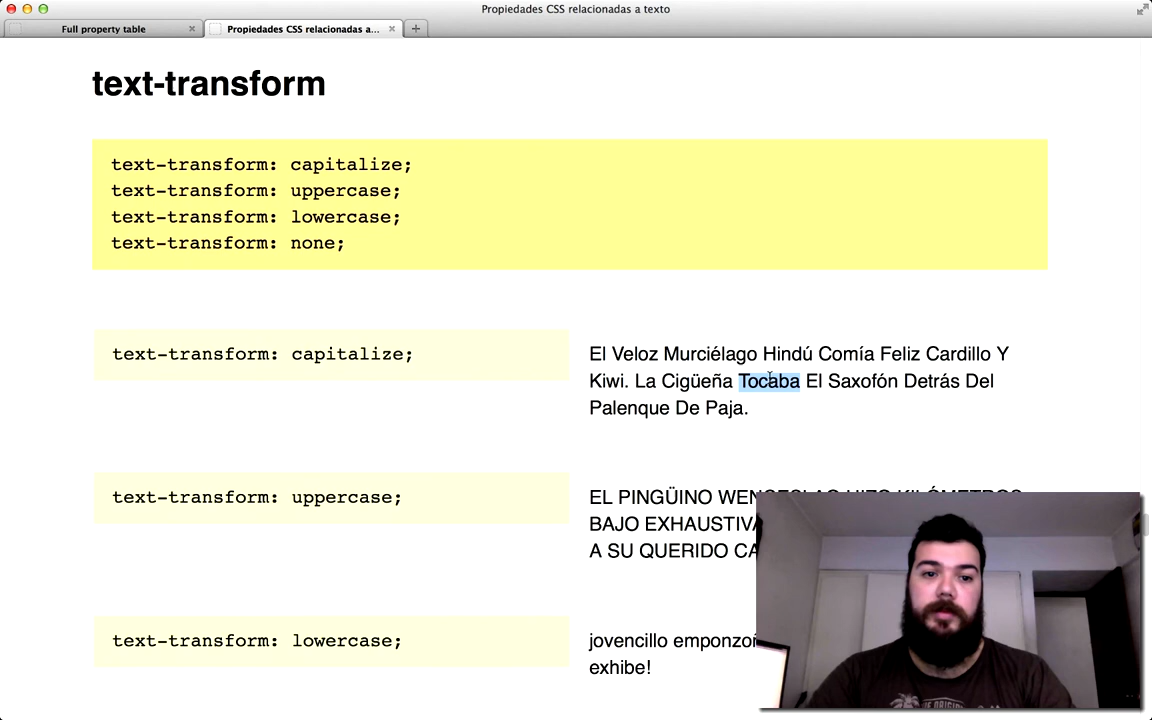 Propiedades CSS relacionadas a texto
Full property table
Propiedades CSS relacionadas a...
text-transform
text-transform: capitalize;
text-transform: uppercase;
text-transform: lowercase;
text-transform: none;
text-transform: capitalize;
El Veloz Murciélago Hindú Comía Feliz Cardillo Y
Kiwi. La Cigüeña Tocaba El Saxofón Detrás Del
Palenque De Paja.
text-transform: uppercase;
EL PINGÜINO
BAJO
A SU QUERIDO
text-transform: lowercase;
jovencillo
exhibe!